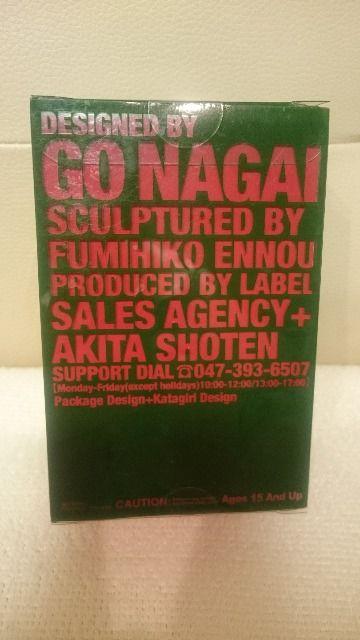 DESIGNED BY
GO NAGAI
SCULPTURED BY
FUMIHIKO ENNOU
PRODUCED BY LABEL
SALES AGENCY+
AKITA SHOTEN
SUPPORT DIAL ☎047-393-6507
[Monday-Friday(except holidays)10:00-12:00/13:00-17:00]
Package Design+Katagiri Design
CAUTION: Ages 15 And Up